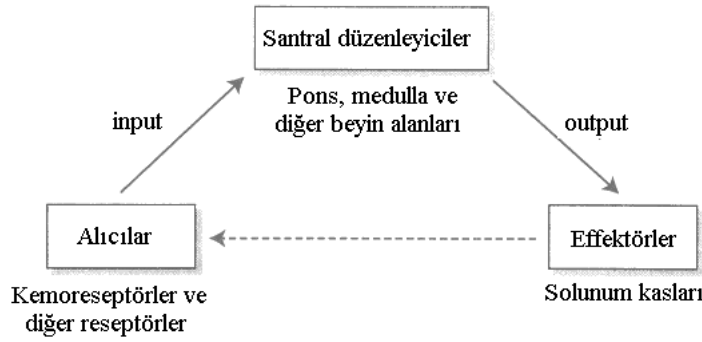 Santral düzenleyiciler
Pons, medulla ve
diğer beyin alanları
input
output
Alıcılar
Effektörler
Kemoreseptörler ve
diğer reseptörler
Solunum kasları